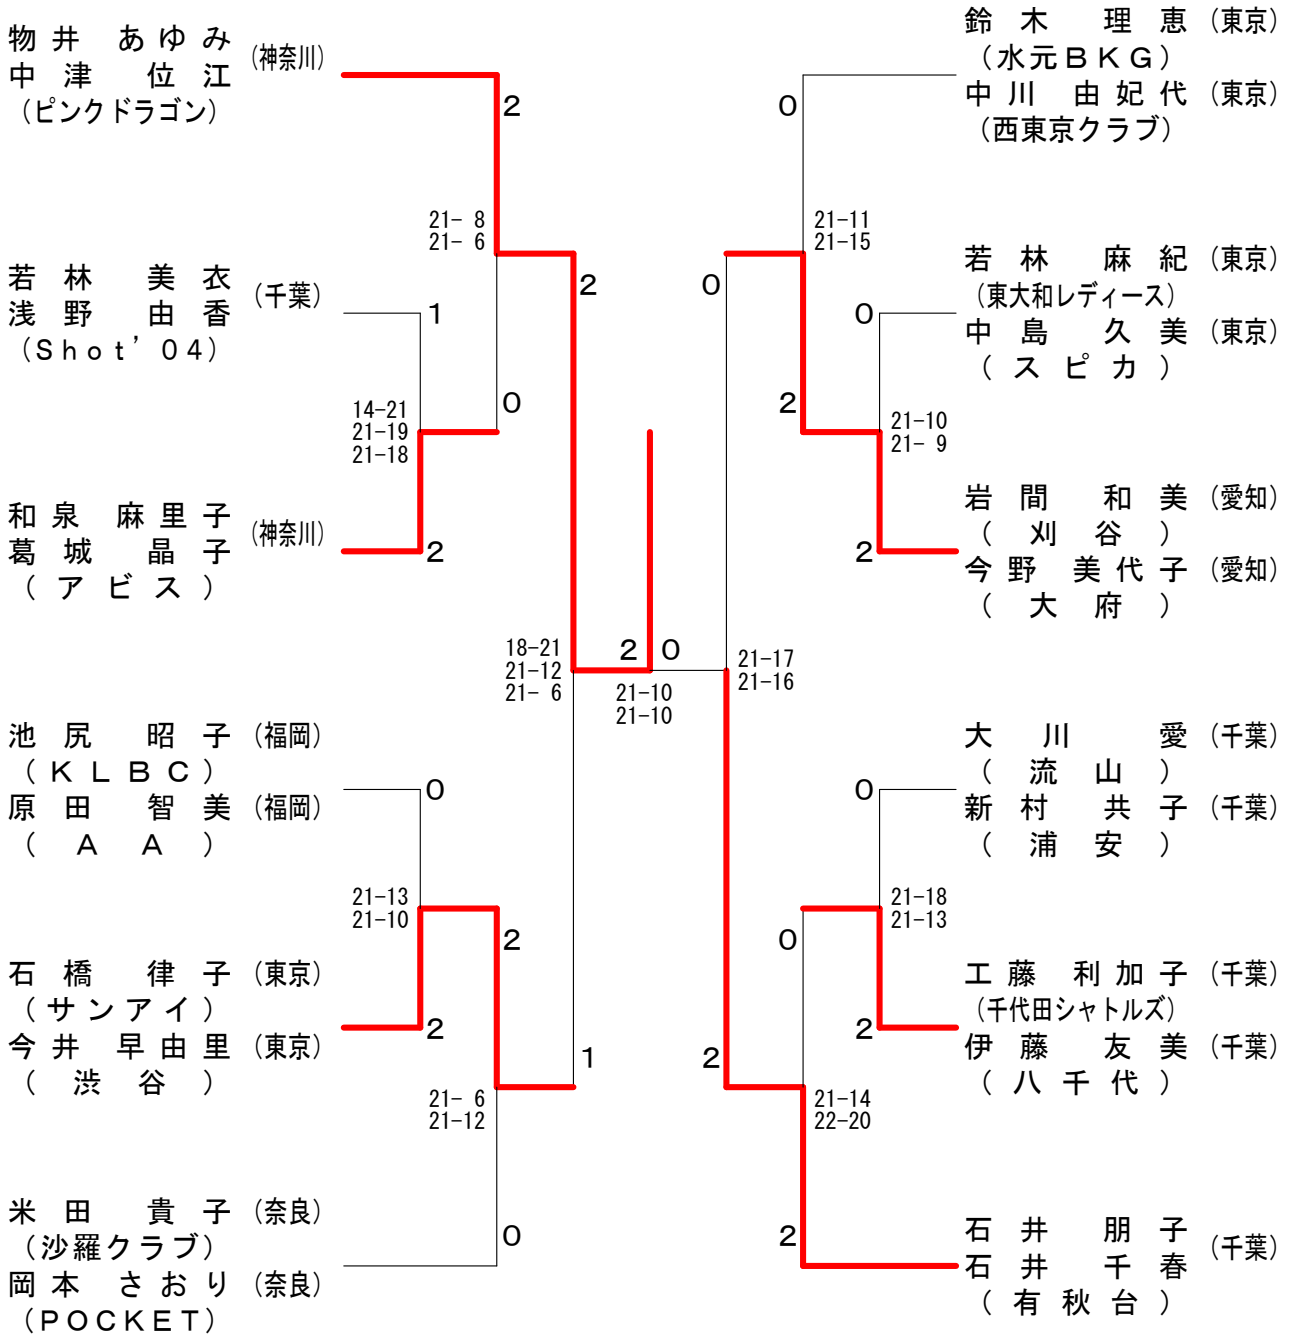 物井 あゆみ (神奈川)
中津 位江
(ピンクドラゴン)
2
21- 8
21- 6
若林 美衣 (千葉)
浅野 由香
(Shot’04)
1
0
14-21
21-19
21-18
和泉 麻里子 (神奈川)
葛城 晶子
(アビス)
2
2
18-21
21-12
21- 6
池尻 昭子 (福岡)
(KLBC)
原田 智美 (福岡)
(AA)
0
21-13
21-10
2
石橋 律子 (東京)
(サンアイ)
今井 早由里 (東京)
(渋谷)
2
1
21- 6
21-12
米田 貴子 (奈良)
(沙羅クラブ)
岡本 さおり (奈良)
(POCKET)
0
2 0
21-10
21-10
鈴木 理恵 (東京)
(水元BKG)
中川 由妃代 (東京)
(西東京クラブ)
0
21-11
21-15
0
若林 麻紀 (東京)
(東大和レディース)
中島 久美 (東京)
(スピカ)
0
2
21-10
21- 9
岩間 和美 (愛知)
(刈谷)
今野 美代子 (愛知)
(大府)
2
21-17
21-16
大川 愛 (千葉)
(流山)
新村 共子 (千葉)
(浦安)
0
21-18
21-13
0
工藤 利加子 (千葉)
(千代田シャトルズ)
伊藤 友美 (千葉)
(八千代)
2
2
21-14
22-20
石井 朋子 (千葉)
石井 千春
(有秋台)
2